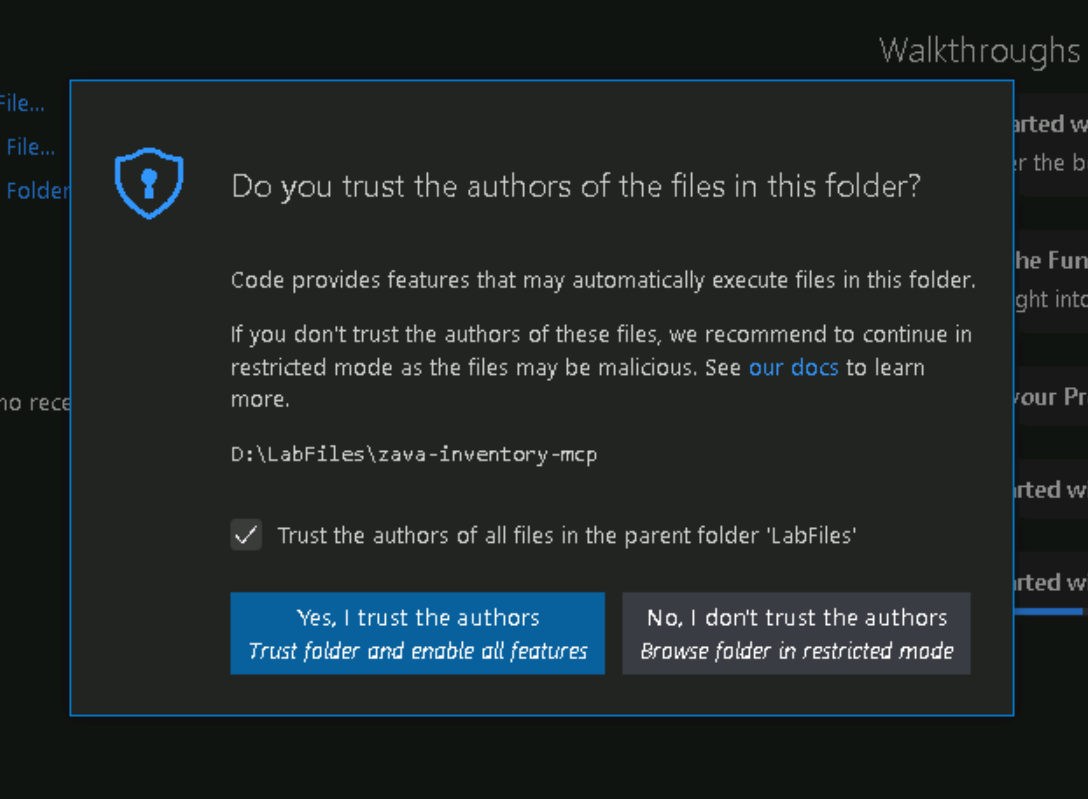 Walkthroughs
File...
File...
Folder
Do you trust the authors of the files in this folder?
Code provides features that may automatically execute files in this folder.
If you don't trust the authors of these files, we recommend to continue in
restricted mode as the files may be malicious. See our docs to learn
more.
D:\LabFiles\zava-inventory-mcp
Trust the authors of all files in the parent folder 'LabFiles'
Yes, I trust the authors
Trust folder and enable all features
No, I don't trust the authors
Browse folder in restricted mode
no rece
arted w
er the b
he Fun
ght into
your Pr
arted w
arted w